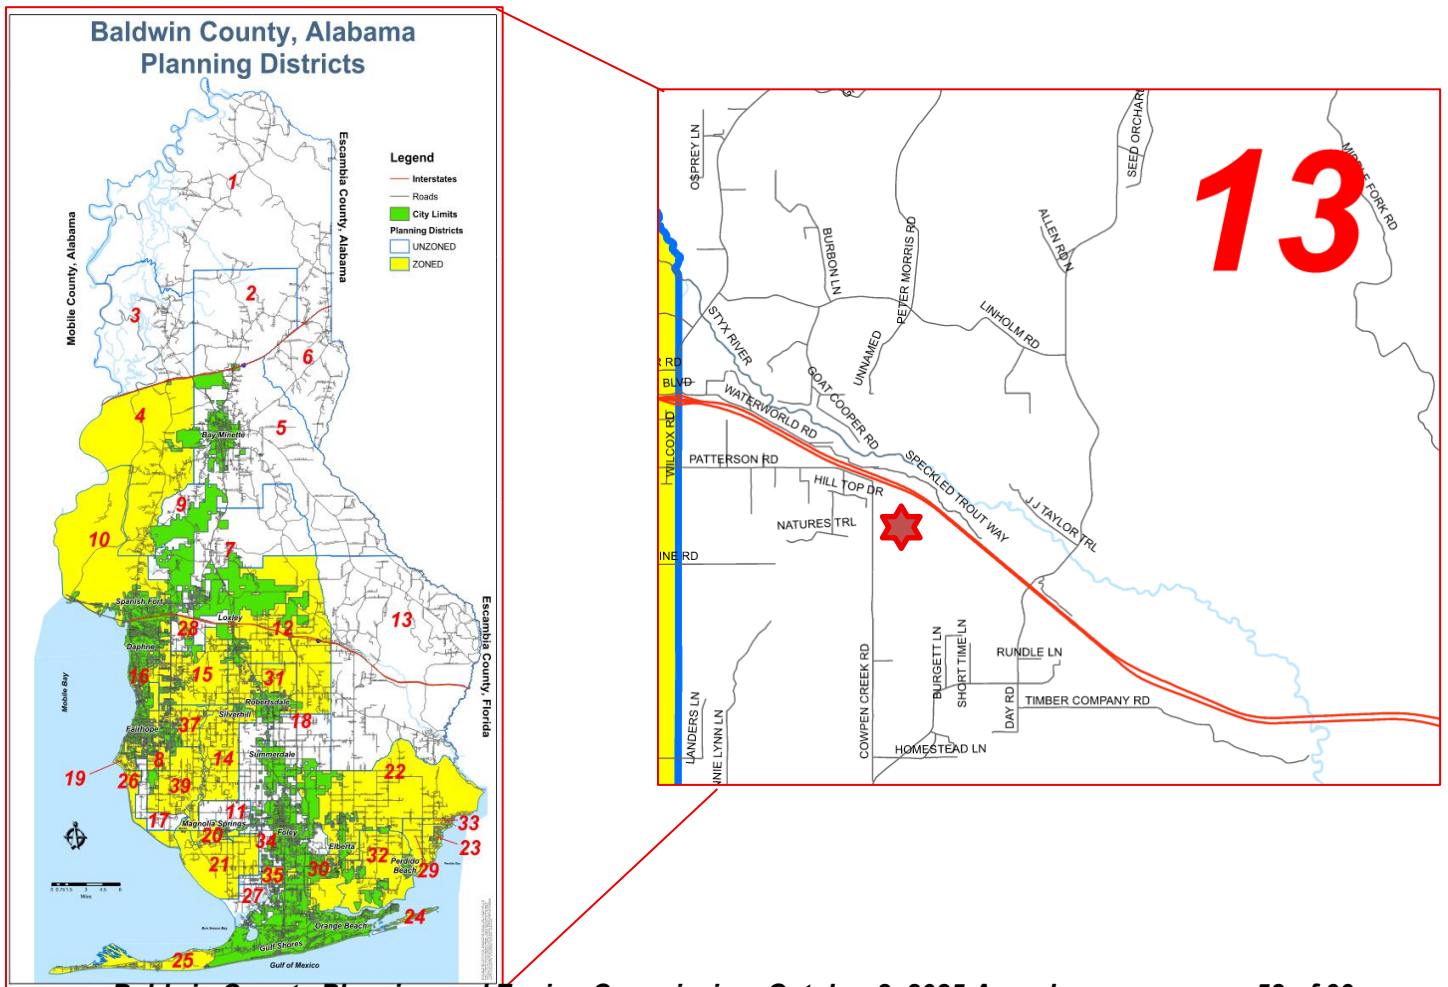 Baldwin County, Alabama
Planning Districts
Escambia County, Alabama
Mobile County, Alabama
Legend
Interstates
Roads
City Limits
Planning Districts
UNZONED
ZONED
1
2
3
6
4
5
Bay Minette
9
10
7
Spanish Fort
Loxley
13
28
12
Daphne
16
15
31
Robertsdale
Silverhill
18
37
Fairhope
Summerdale
8
14
22
19
26
39
17
11
Magnolia Springs
20
34
Foley
33
23
Elberta
32
Perdido
Beach
29
21
35
30
27
24
Orange Beach
Gulf Shores
25
Gulf of Mexico
Mobile Bay
Escambia County, Florida
Miles
13
OSPREY LN
SEED ORCHARD
MIDDLE FORK RD
ALLEN RD N
BURBON LN
PETER MORRIS RD
LINHOLM RD
STYX RIVER
UNNAMED
R RD
BLVD
GOAT COOPER RD
WATERWORLD RD
WILCOX RD
PATTERSON RD
HILL TOP DR
SPECKLED TROUT WAY
J J TAYLOR TRL
NATURES TRL
INE RD
COWPEN CREEK RD
BURGETT LN
SHORT TIME LN
RUNDLE LN
DAY RD
TIMBER COMPANY RD
LANDERS LN
NNIE LYNN LN
HOMESTEAD LN